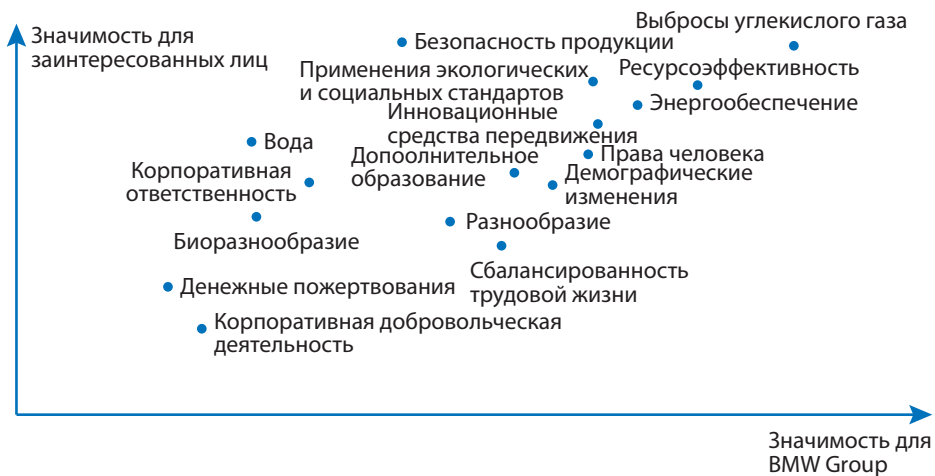 Выбросы углекислого газа
Значимость для
заинтересованных лиц
Безопасность продукции
Применения экологических
и социальных стандартов
Ресурсоэффективность
Энергообеспечение
Инновационные
средства передвижения
Вода
Права человека
Допоолнительное
образование
Корпоративная
ответственность
Демографические
изменения
Разнообразие
Биоразнообразие
Сбалансированность
трудовой жизни
Денежные пожертвования
Корпоративная добровольческая
деятельность
Значимость для
BMW Group